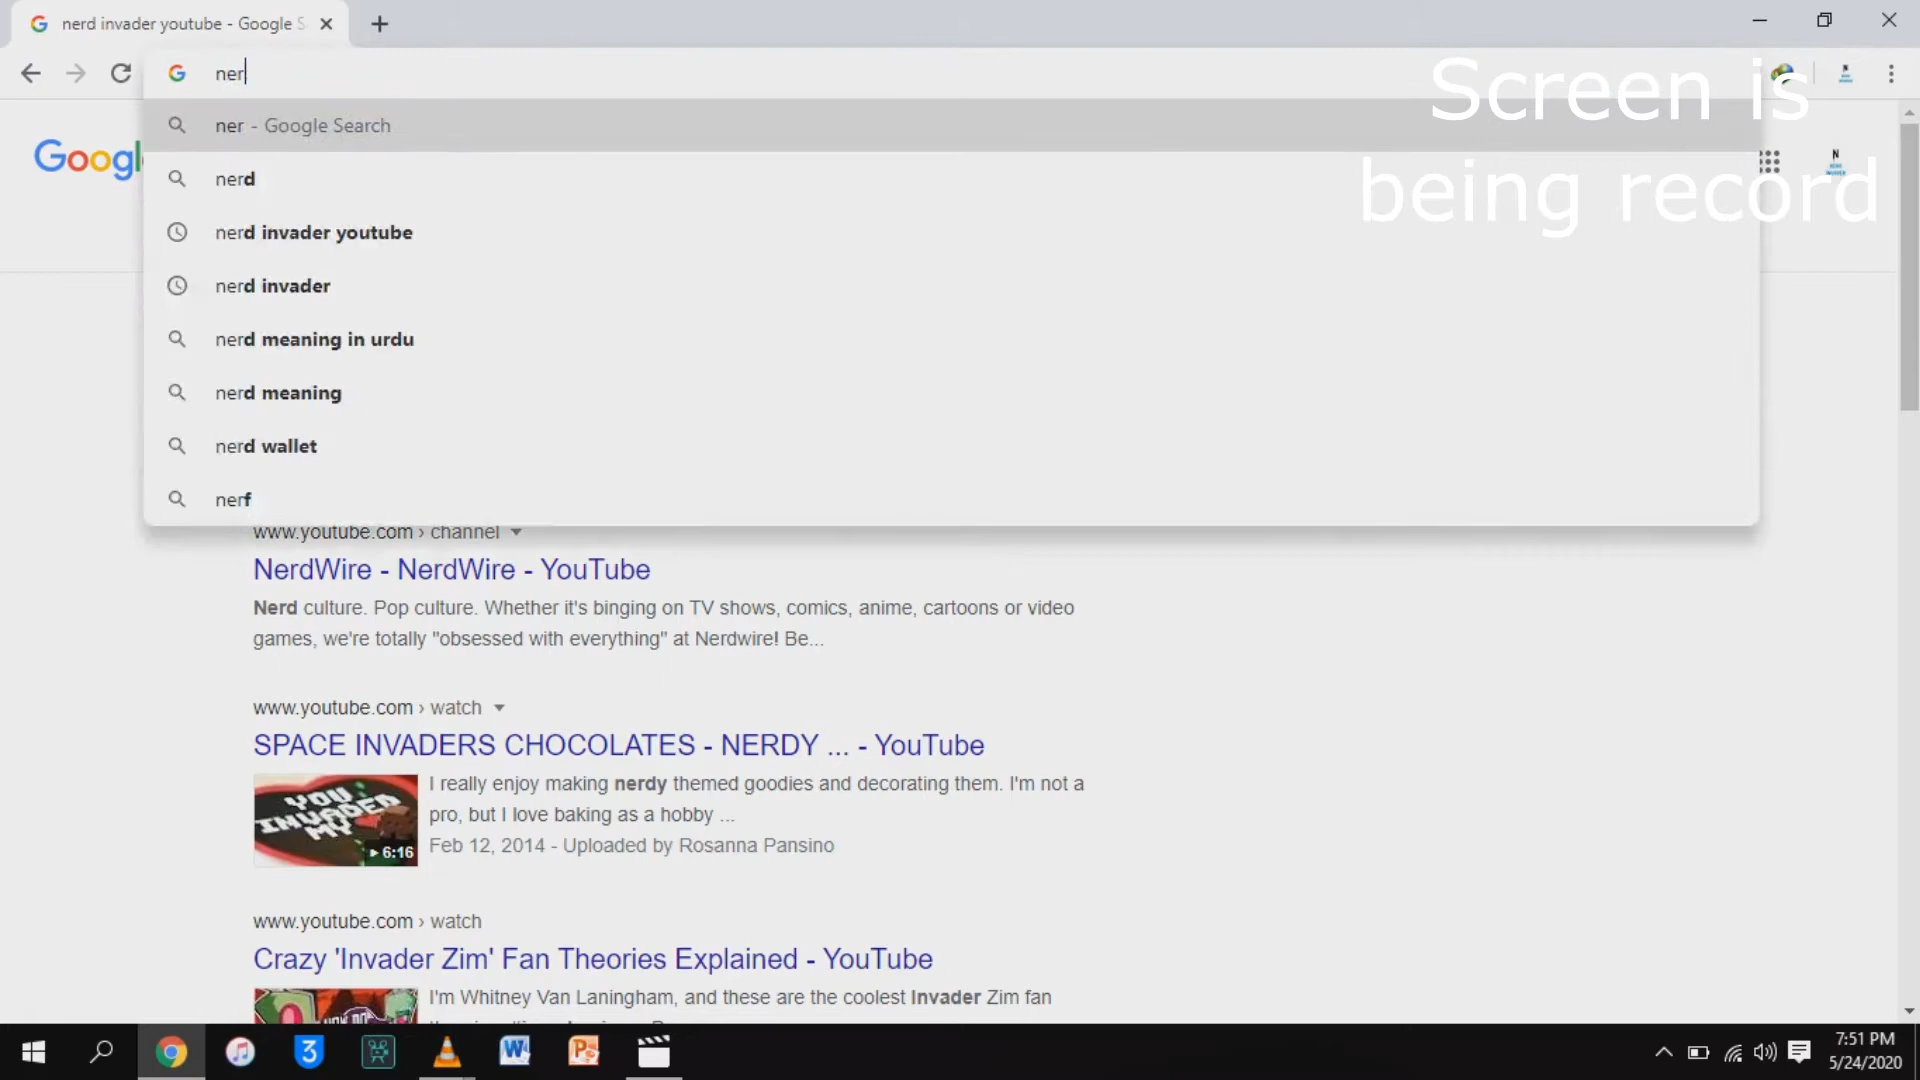 nerd invader youtube - Google S
ner
Screen is
being record
ner - Google Search
Googl
nerd
nerd invader youtube
nerd invader
nerd meaning in urdu
nerd meaning
nerd wallet
nerf
www.youtube.com › channel
NerdWire - NerdWire - YouTube
Nerd culture. Pop culture. Whether it's binging on TV shows, comics, anime, cartoons or video
games, we're totally "obsessed with everything" at Nerdwire! Be...
www.youtube.com › watch
SPACE INVADERS CHOCOLATES - NERDY ... - YouTube
YOU
INVADED
MY
6:16
I really enjoy making nerdy themed goodies and decorating them. I'm not a
pro, but I love baking as a hobby ...
Feb 12, 2014 - Uploaded by Rosanna Pansino
www.youtube.com › watch
Crazy 'Invader Zim' Fan Theories Explained - YouTube
I'm Whitney Van Laningham, and these are the coolest Invader Zim fan
7:51 PM
5/24/2020